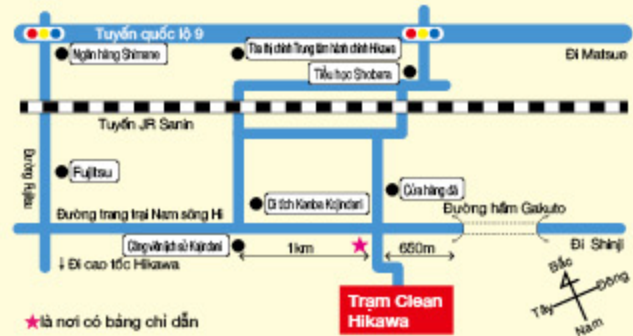 Tuyến quốc lộ 9
Ngân hàng Shimane
Tòa thị chính Trung tâm hành chính Hikawa
Đi Matsue
Tiểu học Shobara
Tuyến JR Sanin
Đường Fujitsu
Fujitsu
Di tích Kanba Kojindani
Cửa hàng đá
Đường hầm Gakuto
Đường trang trại Nam sông Hi
Công viên lịch sử Kojindani
1km
650m
Đi Shinji
↓ Đi cao tốc Hikawa
Bắc
Đông
Tây
Nam
Trạm Clean
Hikawa
★là nơi có bảng chỉ dẫn